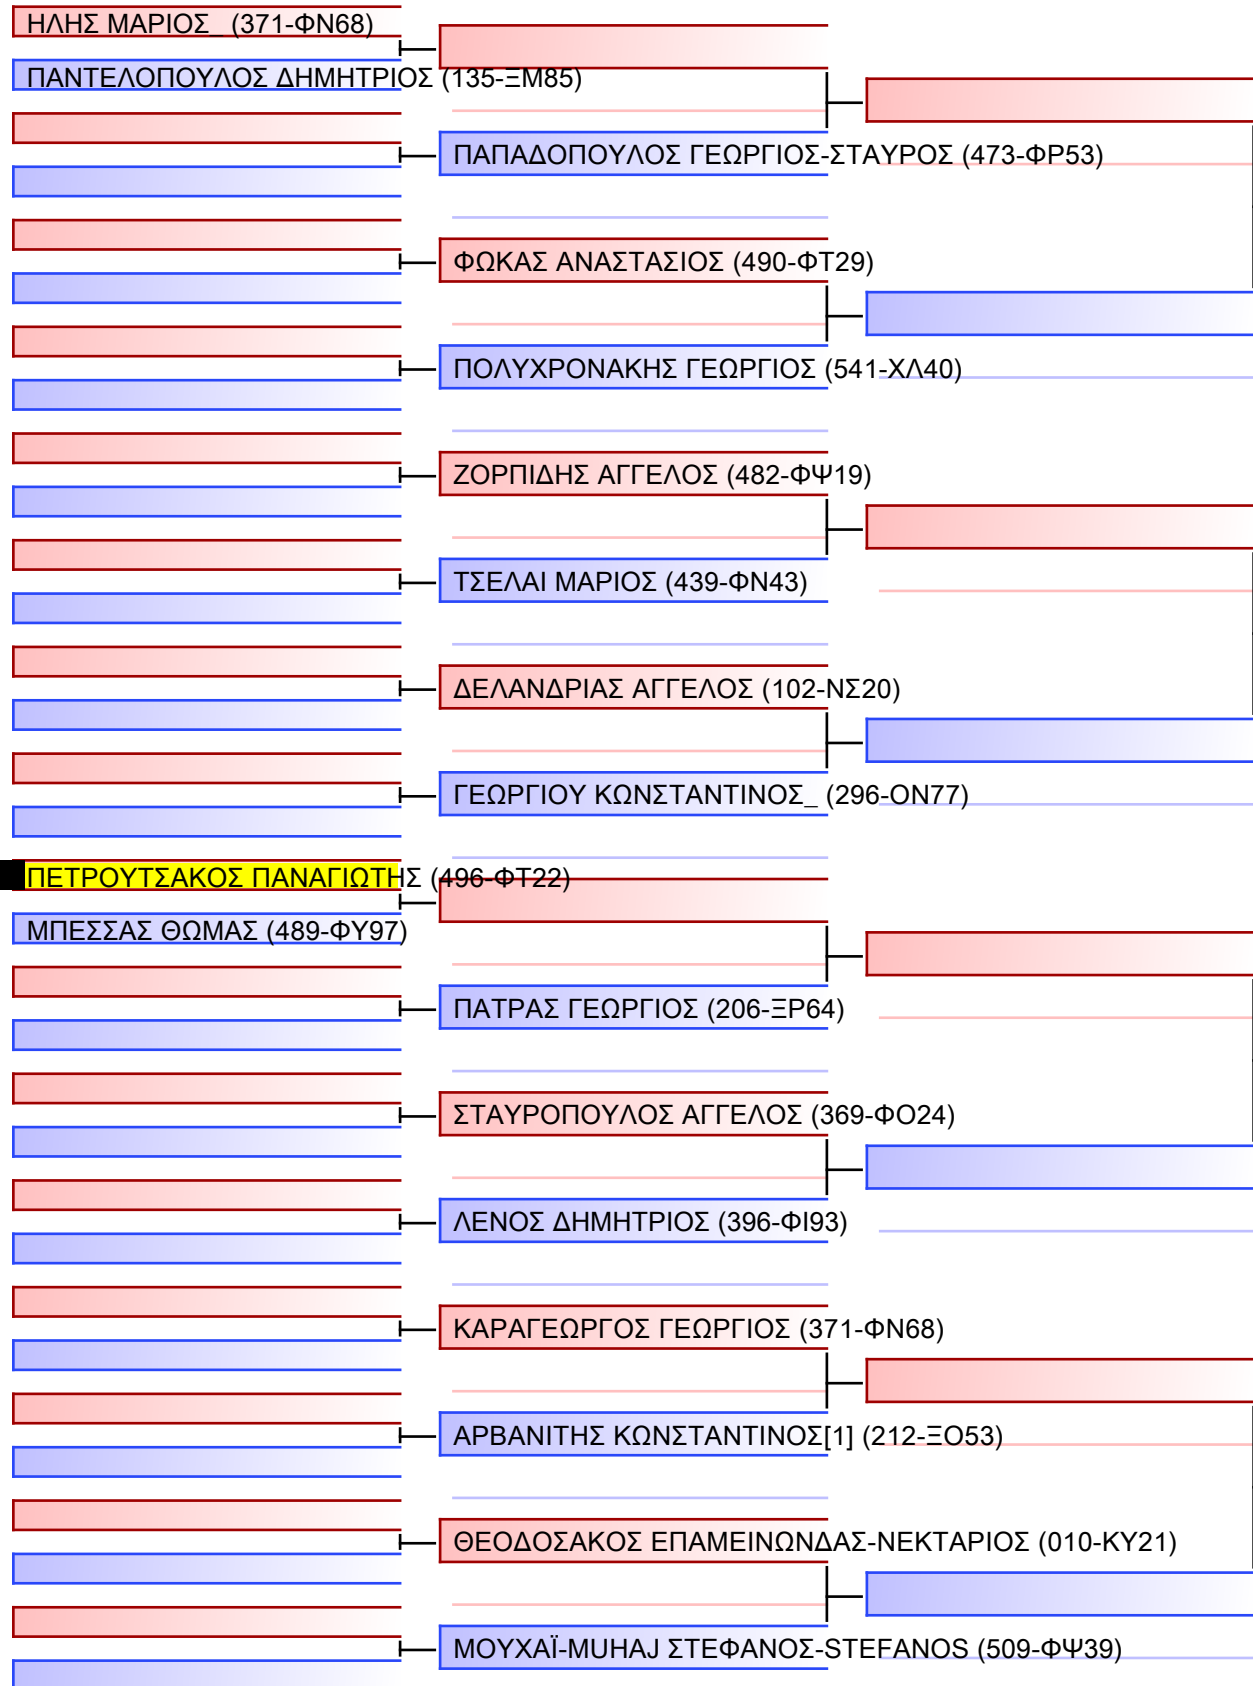 ΗΛΗΣ ΜΑΡΙΟΣ_ (371-ΦΝ68)
ΠΑΝΤΕΛΟΠΟΥΛΟΣ ΔΗΜΗΤΡΙΟΣ (135-ΞΜ85)
ΠΑΠΑΔΟΠΟΥΛΟΣ ΓΕΩΡΓΙΟΣ-ΣΤΑΥΡΟΣ (473-ΦΡ53)
ΦΩΚΑΣ ΑΝΑΣΤΑΣΙΟΣ (490-ΦΤ29)
ΠΟΛΥΧΡΟΝΑΚΗΣ ΓΕΩΡΓΙΟΣ (541-ΧΛ40)
ΖΟΡΠΙΔΗΣ ΑΓΓΕΛΟΣ (482-ΦΨ19)
ΤΣΕΛΑΙ ΜΑΡΙΟΣ (439-ΦΝ43)
ΔΕΛΑΝΔΡΙΑΣ ΑΓΓΕΛΟΣ (102-ΝΣ20)
ΓΕΩΡΓΙΟΥ ΚΩΝΣΤΑΝΤΙΝΟΣ_ (296-ΟΝ77)
ΠΕΤΡΟΥΤΣΑΚΟΣ ΠΑΝΑΓΙΩΤΗΣ (496-ΦΤ22)
ΜΠΕΣΣΑΣ ΘΩΜΑΣ (489-ΦΥ97)
ΠΑΤΡΑΣ ΓΕΩΡΓΙΟΣ (206-ΞΡ64)
ΣΤΑΥΡΟΠΟΥΛΟΣ ΑΓΓΕΛΟΣ (369-ΦΟ24)
ΛΕΝΟΣ ΔΗΜΗΤΡΙΟΣ (396-ΦΙ93)
ΚΑΡΑΓΕΩΡΓΟΣ ΓΕΩΡΓΙΟΣ (371-ΦΝ68)
ΑΡΒΑΝΙΤΗΣ ΚΩΝΣΤΑΝΤΙΝΟΣ[1] (212-ΞΟ53)
ΘΕΟΔΟΣΑΚΟΣ ΕΠΑΜΕΙΝΩΝΔΑΣ-ΝΕΚΤΑΡΙΟΣ (010-ΚΥ21)
ΜΟΥΧΑΪ-MUHAJ ΣΤΕΦΑΝΟΣ-STEFANOS (509-ΦΨ39)